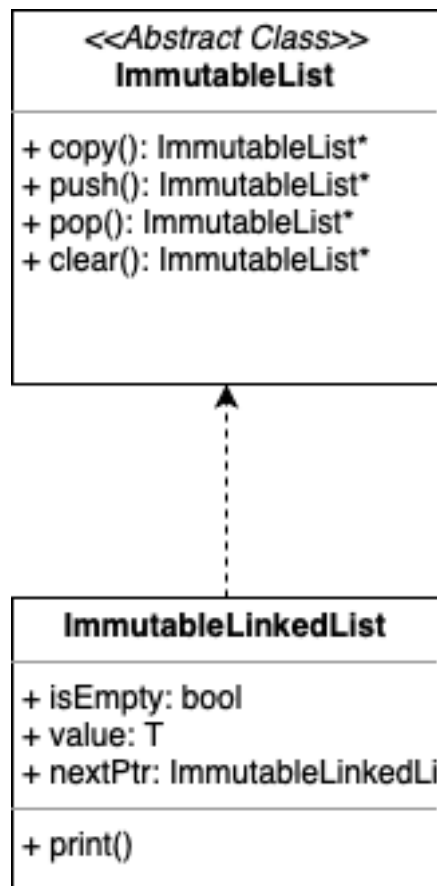 <<Abstract Class>>
ImmutableList
+ copy(): ImmutableList*
+ push(): ImmutableList*
+ pop(): ImmutableList*
+ clear(): ImmutableList*
ImmutableLinkedList
+ isEmpty: bool
+ value: T
+ nextPtr: ImmutableLinkedLi
+ print()